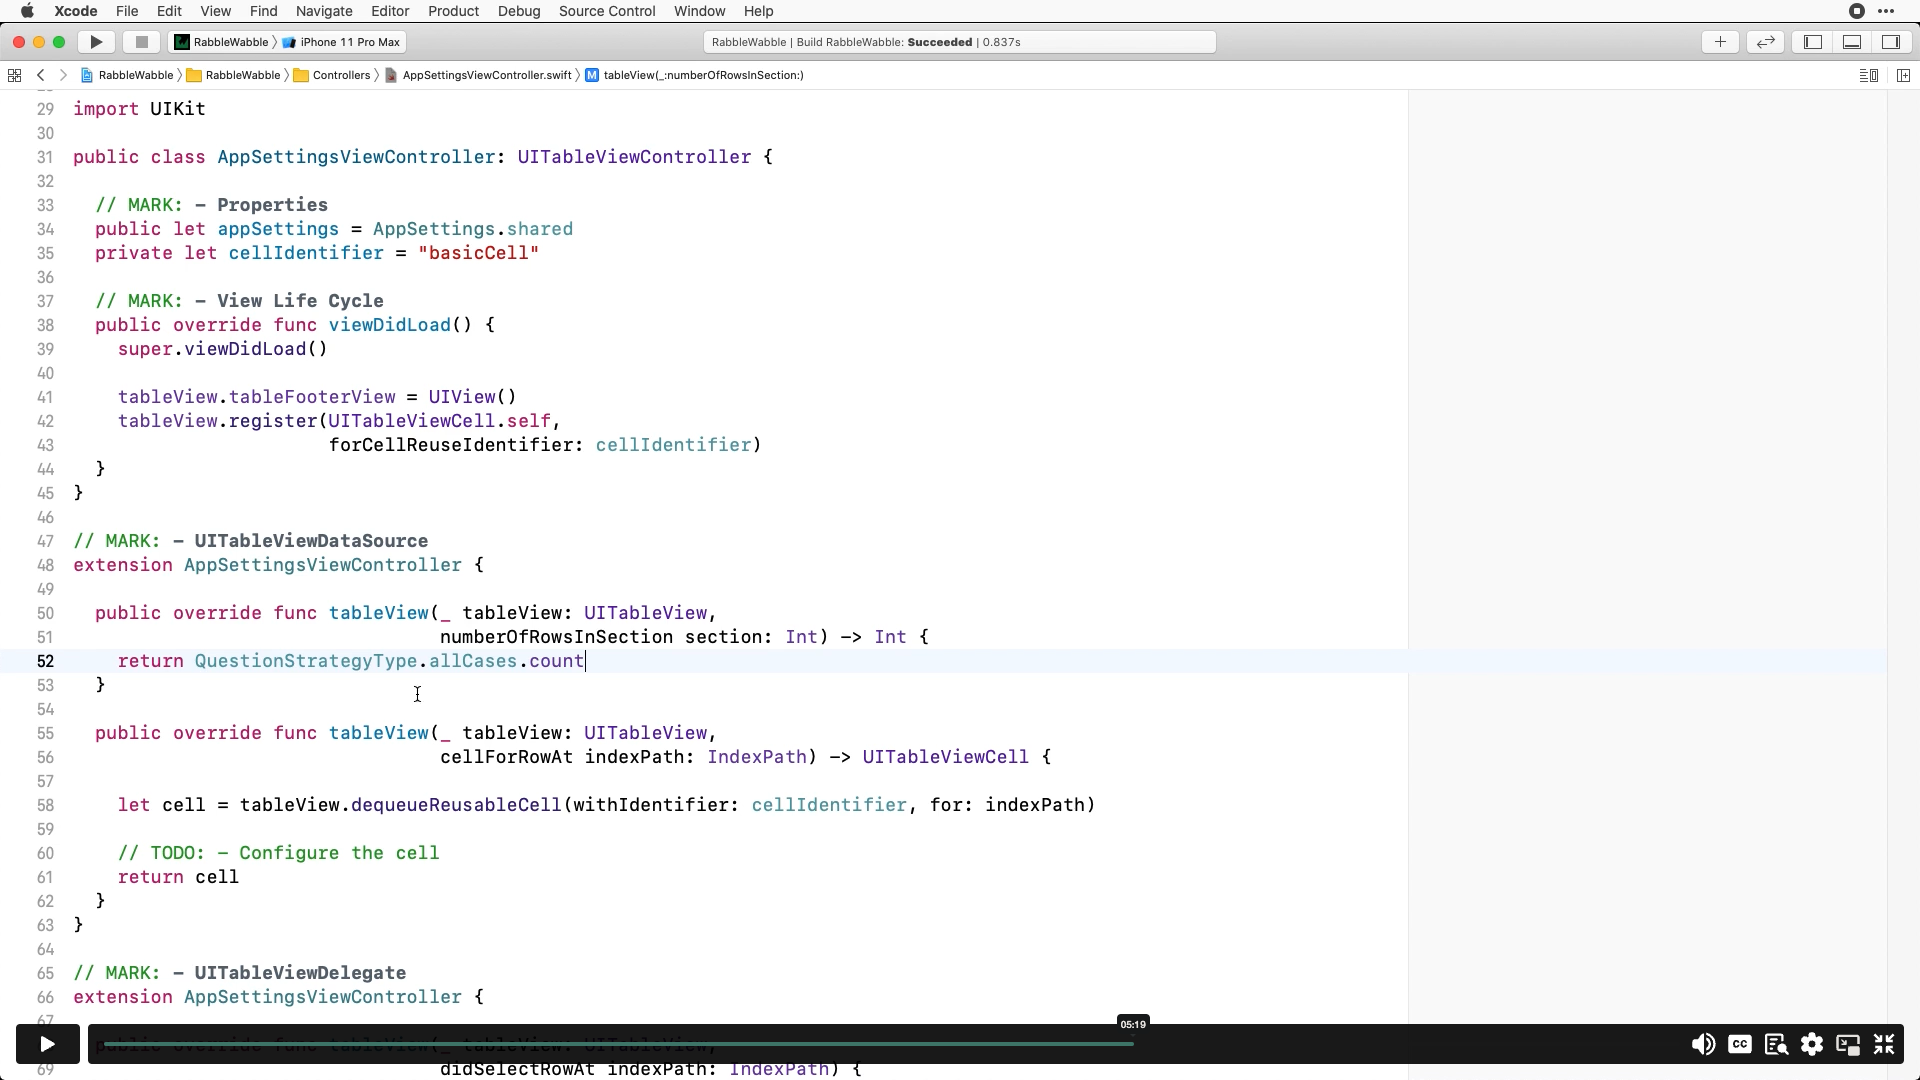 Xcode File Edit View Find Navigate Editor Product Debug Source Control Window Help
RabbleWabble iPhone 11 Pro Max RabbleWabble | Build RabbleWabble: Succeeded | 0.837s
RabbleWabble RabbleWabble Controllers AppSettingsViewController.swift M tableView(_:numberOfRowsInSection:)
29 import UIKit
30
31 public class AppSettingsViewController: UITableViewController {
32
33 // MARK: - Properties
34 public let appSettings = AppSettings.shared
35 private let cellIdentifier = "basicCell"
36
37 // MARK: - View Life Cycle
38 public override func viewDidLoad() {
39 super.viewDidLoad()
40
41 tableView.tableFooterView = UIView()
42 tableView.register(UITableViewCell.self,
43 forCellReuseIdentifier: cellIdentifier)
44 }
45 }
46
47 // MARK: - UITableViewDataSource
48 extension AppSettingsViewController {
49
50 public override func tableView(_ tableView: UITableView,
51 numberOfRowsInSection section: Int) -> Int {
52 return QuestionStrategyType.allCases.count
53 }
54
55 public override func tableView(_ tableView: UITableView,
56 cellForRowAt indexPath: IndexPath) -> UITableViewCell {
57
58 let cell = tableView.dequeueReusableCell(withIdentifier: cellIdentifier, for: indexPath)
59
60 // TODO: - Configure the cell
61 return cell
62 }
63 }
64
65 // MARK: - UITableViewDelegate
66 extension AppSettingsViewController {
67
05:19
public override func tableView(_ tableView: UITableView,
CC
69 didSelectRowAt indexPath: IndexPath) {